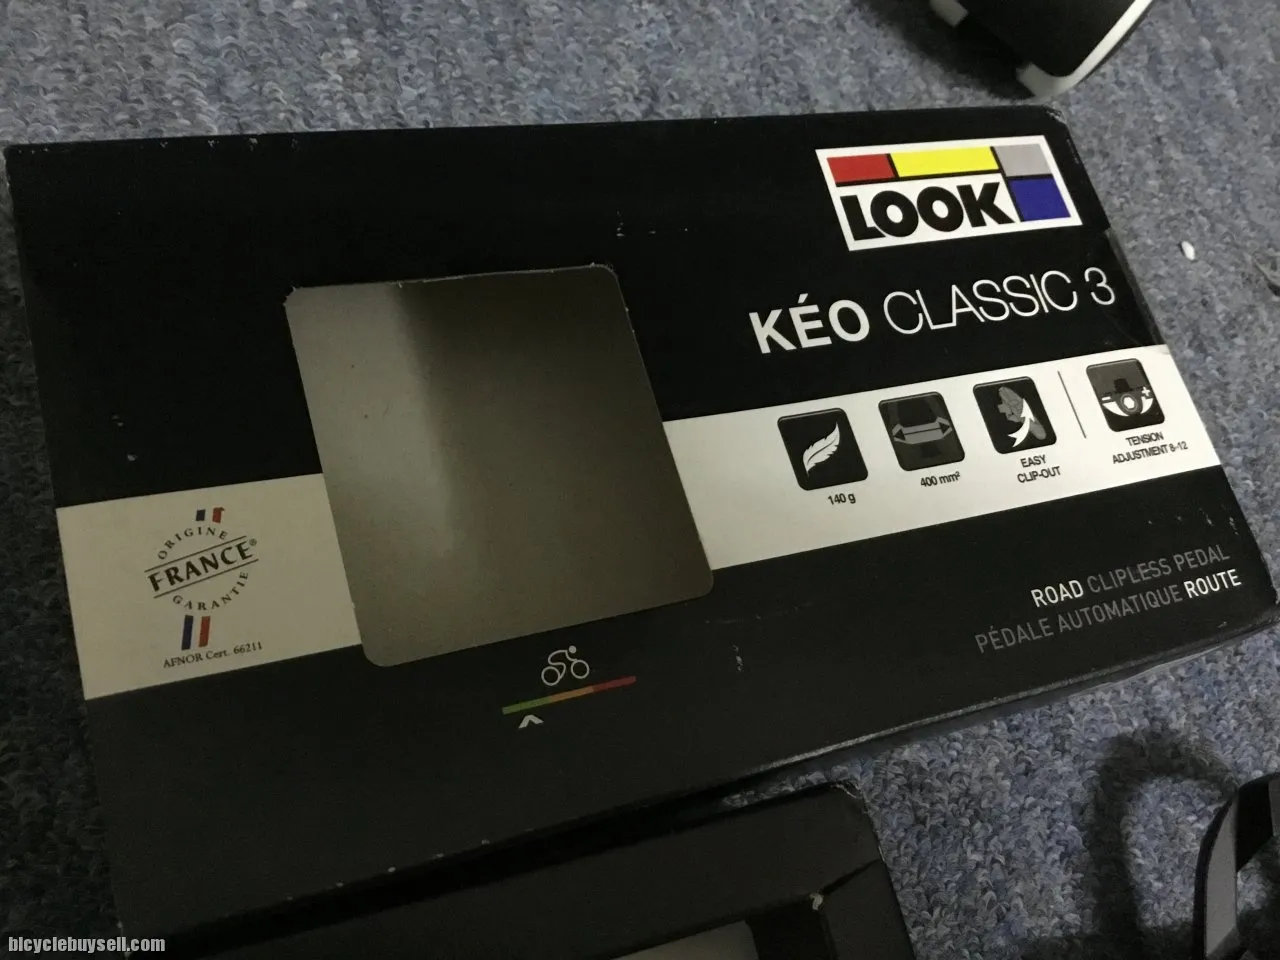 LOOK
KÉO CLASSIC 3
140 g
400 mm²
EASY
CLIP-OUT
TENSION
ADJUSTMENT 8-12
ORIGINE
FRANCE®
GARANTIE
AFNOR Cert. 66211
ROAD CLIPLESS PEDAL
PÉDALE AUTOMATIQUE ROUTE
bicyclebuysell.com